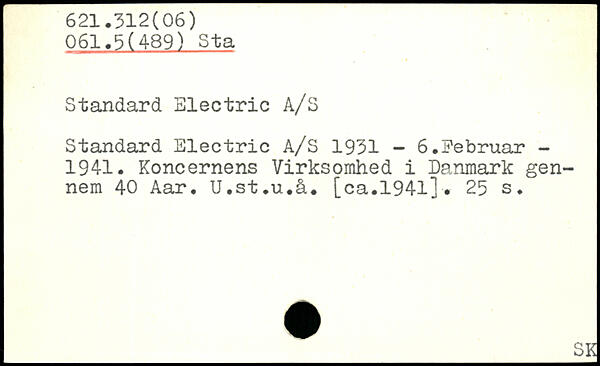 621.312(06)
061.5(489) Sta
Standard Electric A/S
Standard Electric A/S 1931 - 6.Februar -
1941. Koncernens Virksomhed i Danmark gen-
nem 40 Aar. U.st.u.å. [ca.1941]. 25 s.
SK